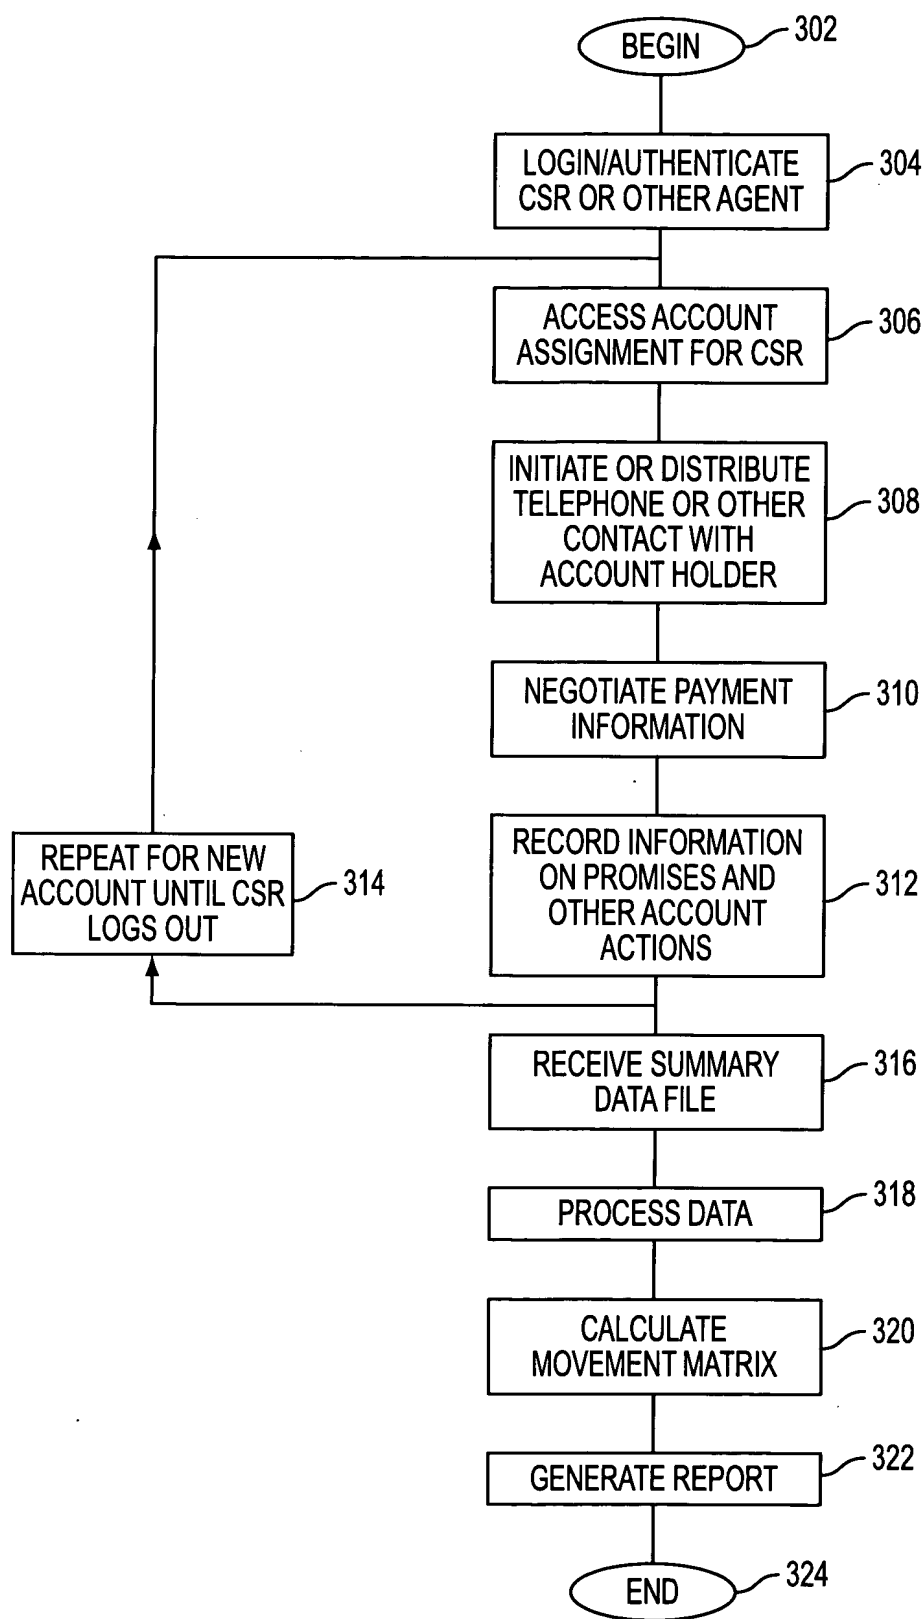 BEGIN
302
LOGIN/AUTHENTICATE
CSR OR OTHER AGENT
304
ACCESS ACCOUNT
ASSIGNMENT FOR CSR
306
INITIATE OR DISTRIBUTE
TELEPHONE OR OTHER
CONTACT WITH
ACCOUNT HOLDER
308
NEGOTIATE PAYMENT
INFORMATION
310
RECORD INFORMATION
ON PROMISES AND
OTHER ACCOUNT
ACTIONS
312
REPEAT FOR NEW
ACCOUNT UNTIL CSR
LOGS OUT
314
RECEIVE SUMMARY
DATA FILE
316
PROCESS DATA
318
CALCULATE
MOVEMENT MATRIX
320
GENERATE REPORT
322
END
324